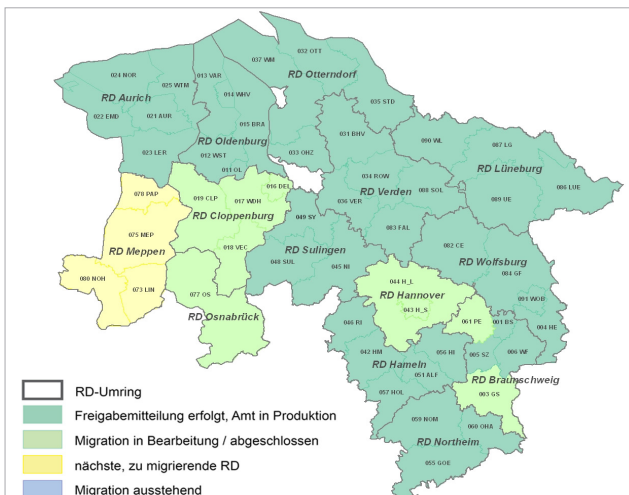 032 OTT
037 WM
RD Otterndorf
024 NOR
013 VAR
025 WTM
014 WHV
RD Aurich
035 STD
022 EMD
021 AUR
015 BRA
031 BHV
RD Oldenburg
090 WL
087 LG
023 LER
012 WST
033 OHZ
011 OL
034 ROW
RD Lüneburg
016 DEL
RD Verden
088 SOL
086 LUE
078 PAP
019 CLP
017 WDH
036 VER
089 UE
RD Cloppenburg
049 SY
083 FAL
075 MEP
018 VEC
RD Sulingen
082 CE
RD Meppen
048 SUL
045 NI
RD Wolfsburg
084 GF
080 NOH
077 OS
044 H_L
073 LIN
RD Hannover
043 H_S
001 WOB
RD Osnabrück
046 RI
061 PE
001 BS
004 HE
042 HM
056 HI
005 SZ
006 WF
RD Hameln
051 ALF
RD Braunschweig
057 HOL
003 GS
059 NOM
060 OHA
RD Northeim
055 GOE
RD-Umring
Freigabemitteilung erfolgt, Amt in Produktion
Migration in Bearbeitung / abgeschlossen
nächste, zu migrierende RD
Migration ausstehend